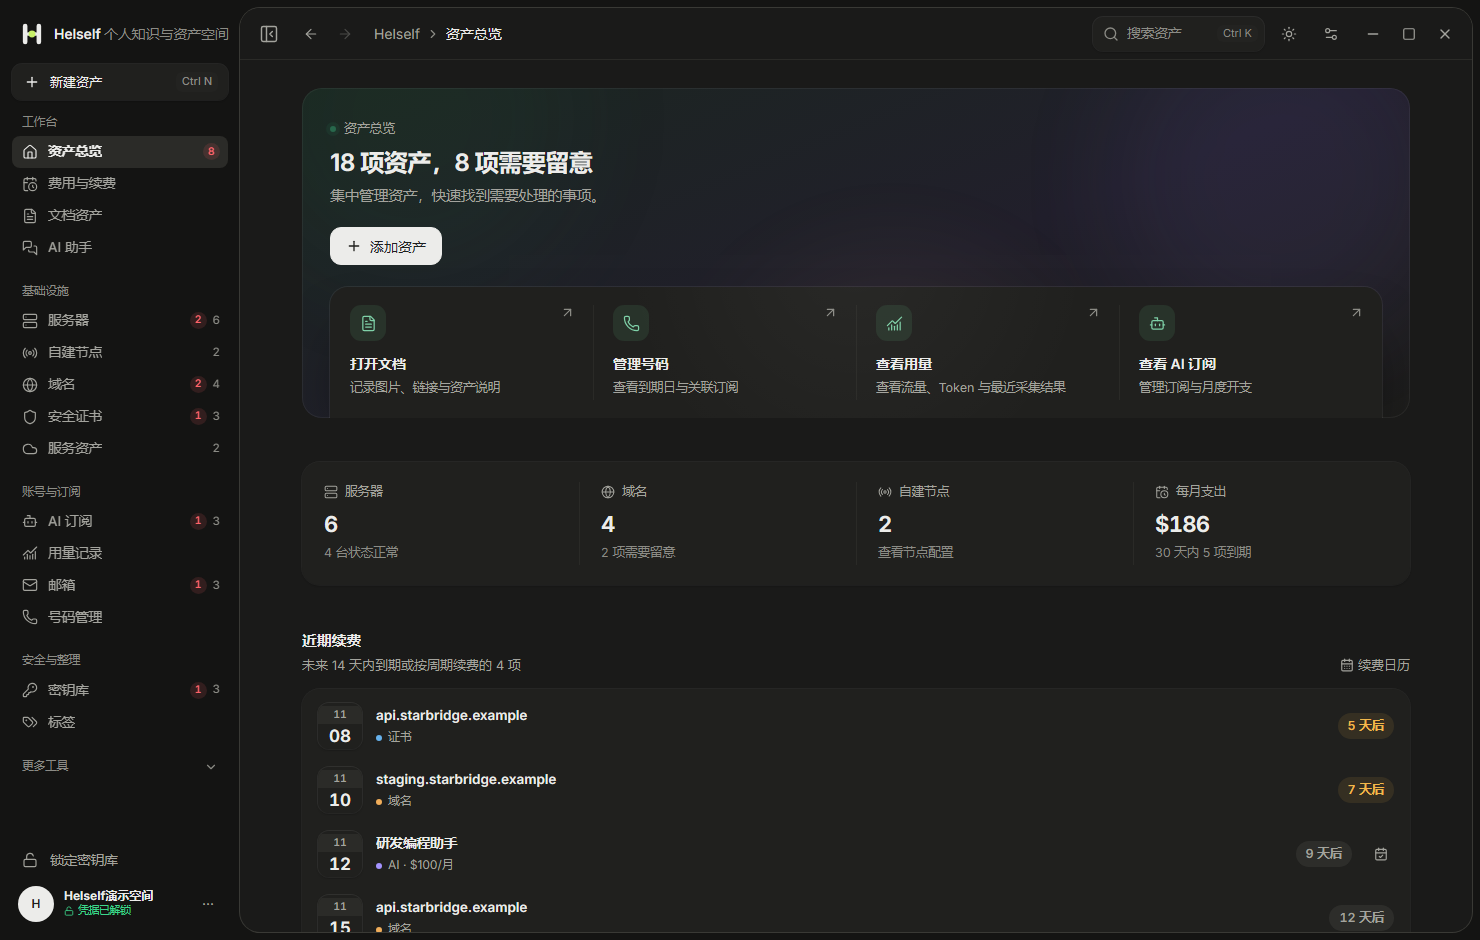 Helself 个人知识与资产空间
新建资产 Ctrl N
工作台
资产总览 8
费用与续费
文档资产
AI 助手
基础设施
服务器 2 6
自建节点 2
域名 2 4
安全证书 1 3
服务资产 2
账号与订阅
AI 订阅 1 3
用量记录
邮箱 1 3
号码管理
安全与整理
密钥库 1 3
标签
更多工具
锁定密钥库
H
Helself演示空间
凭据已解锁
Helself > 资产总览
搜索资产 Ctrl K
资产总览
18 项资产，8 项需要留意
集中管理资产，快速找到需要处理的事项。
添加资产
打开文档
记录图片、链接与资产说明
管理号码
查看到期日与关联订阅
查看用量
查看流量、Token 与最近采集结果
查看 AI 订阅
管理订阅与月度开支
服务器
6
4 台状态正常
域名
4
2 项需要留意
自建节点
2
查看节点配置
每月支出
$186
30 天内 5 项到期
近期续费
未来 14 天内到期或按周期续费的 4 项
续费日历
11
08
api.starbridge.example
证书
5 天后
11
10
staging.starbridge.example
域名
7 天后
11
12
研发编程助手
AI · $100/月
9 天后
11
15
api.starbridge.example
域名
12 天后